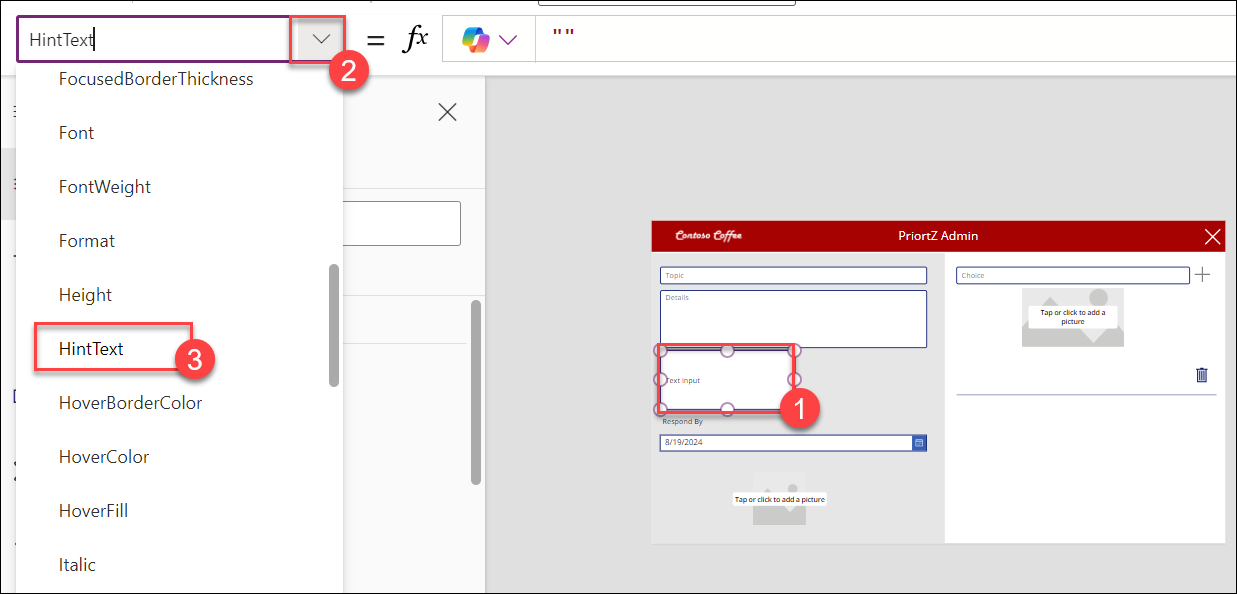 HintText
= fx ""
2
FocusedBorderThickness
Font
FontWeight
Format
Height
HintText
3
HoverBorderColor
HoverColor
HoverFill
Italic
Contoso Coffee
PriortZ Admin
Topic
Details
Text input
1
Respond By
8/19/2024
Tap or click to add a picture
Choice
Tap or click to add a
picture